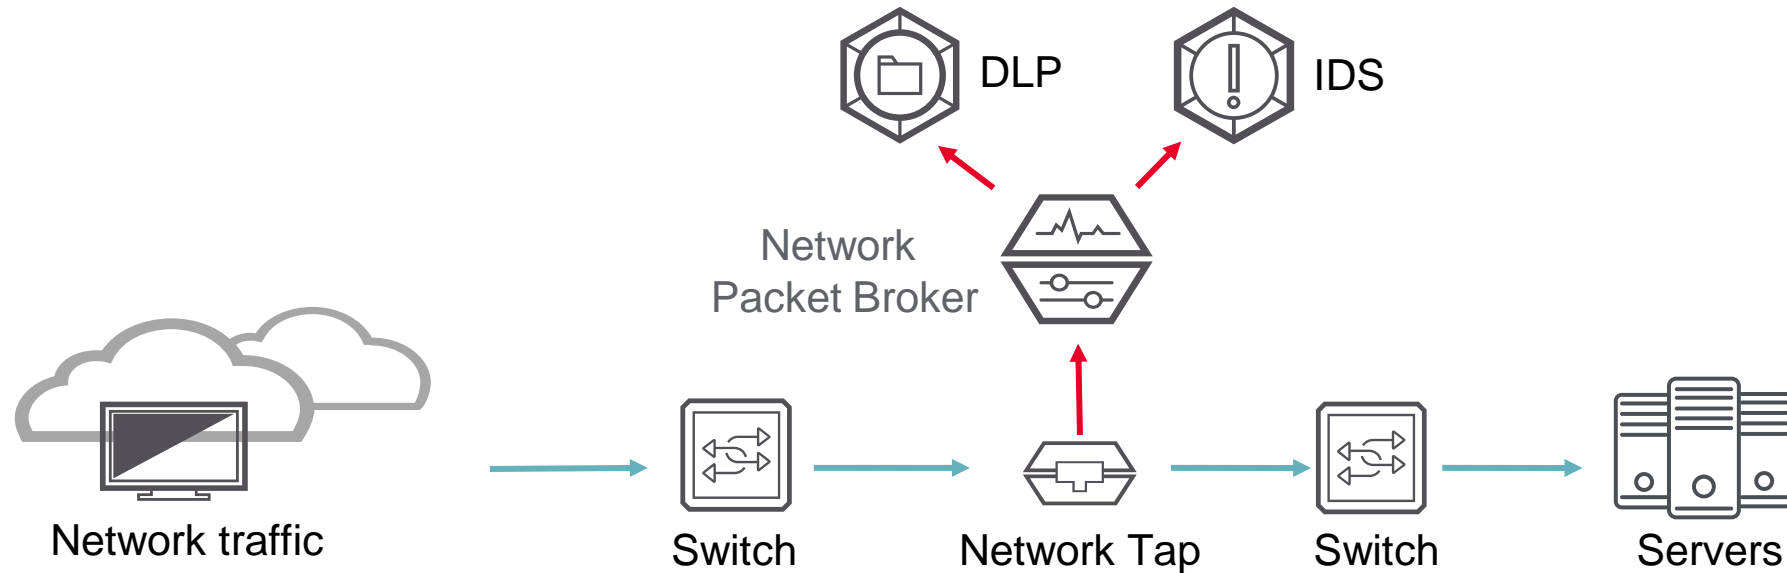 DLP
IDS
Network
Packet Broker
Network traffic
Switch
Network Tap
Switch
Servers